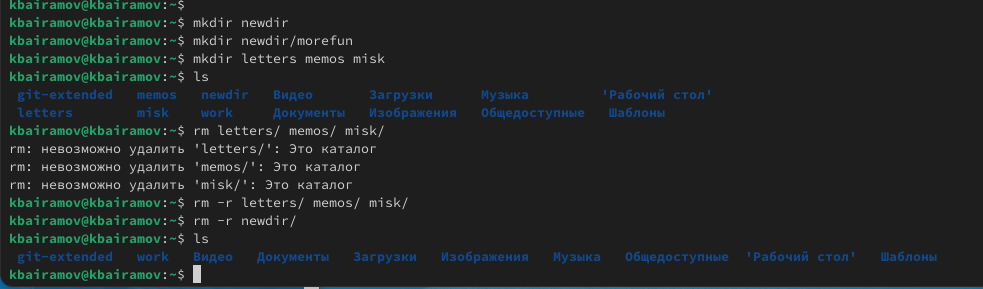 kbairamov@kbairamov:~$
kbairamov@kbairamov:~$ mkdir newdir
kbairamov@kbairamov:~$ mkdir newdir/morefun
kbairamov@kbairamov:~$ mkdir letters memos misk
kbairamov@kbairamov:~$ ls
git-extended memos newdir Видео Загрузки Музыка 'Рабочий стол'
letters misk work Документы Изображения Общедоступные Шаблоны
kbairamov@kbairamov:~$ rm letters/ memos/ misk/
rm: невозможно удалить 'letters/': Это каталог
rm: невозможно удалить 'memos/': Это каталог
rm: невозможно удалить 'misk/': Это каталог
kbairamov@kbairamov:~$ rm -r letters/ memos/ misk/
kbairamov@kbairamov:~$ rm -r newdir/
kbairamov@kbairamov:~$ ls
git-extended work Видео Документы Загрузки Изображения Музыка Общедоступные 'Рабочий стол' Шаблоны
kbairamov@kbairamov:~$